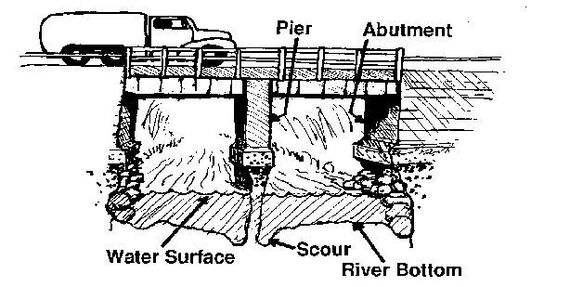 Pier
Abutment
Water Surface
Scour
River Bottom